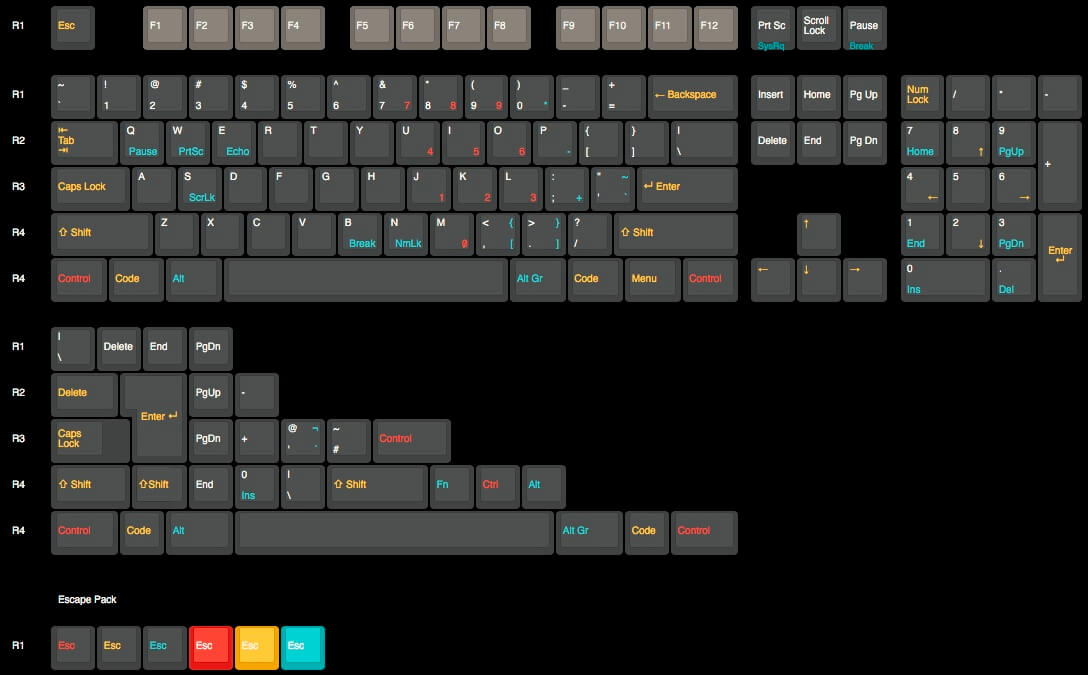 R1 Esc F1 F2 F3 F4 F5 F6 F7 F8 F9 F10 F11 F12 Prt Sc SysRq Scroll Lock Pause Break
R1 ~ ` ! 1 @ 2 # 3 $ 4 % 5 ^ 6 & 7 7 * 8 8 ( 9 9 ) 0 * _ - + = ← Backspace Insert Home Pg Up Num Lock / * -
R2 ⇤ Tab ⇥ Q Pause W PrtSc E Echo R T Y U 4 I 5 O 6 P - { [ } ] | \ Delete End Pg Dn 7 Home 8 ↑ 9 PgUp +
R3 Caps Lock A S ScrLk D F G H J 1 K 2 L 3 : ; + " ' ~ ` ↵ Enter 4 ← 5 6 →
R4 ⇧ Shift Z X C V B Break N NmLk M 0 < , { [ > . } ] ? / ⇧ Shift ↑ 1 End 2 ↓ 3 PgDn Enter ↵
R4 Control Code Alt Alt Gr Code Menu Control ← ↓ → 0 Ins . Del
R1 | \ Delete End PgDn
R2 Delete Enter ↵ PgUp -
R3 Caps Lock PgDn + @ ' ¬ ` ~ # Control
R4 ⇧ Shift ⇧Shift End 0 Ins | \ ⇧ Shift Fn Ctrl Alt
R4 Control Code Alt Alt Gr Code Control
Escape Pack
R1 Esc Esc Esc Esc Esc Esc